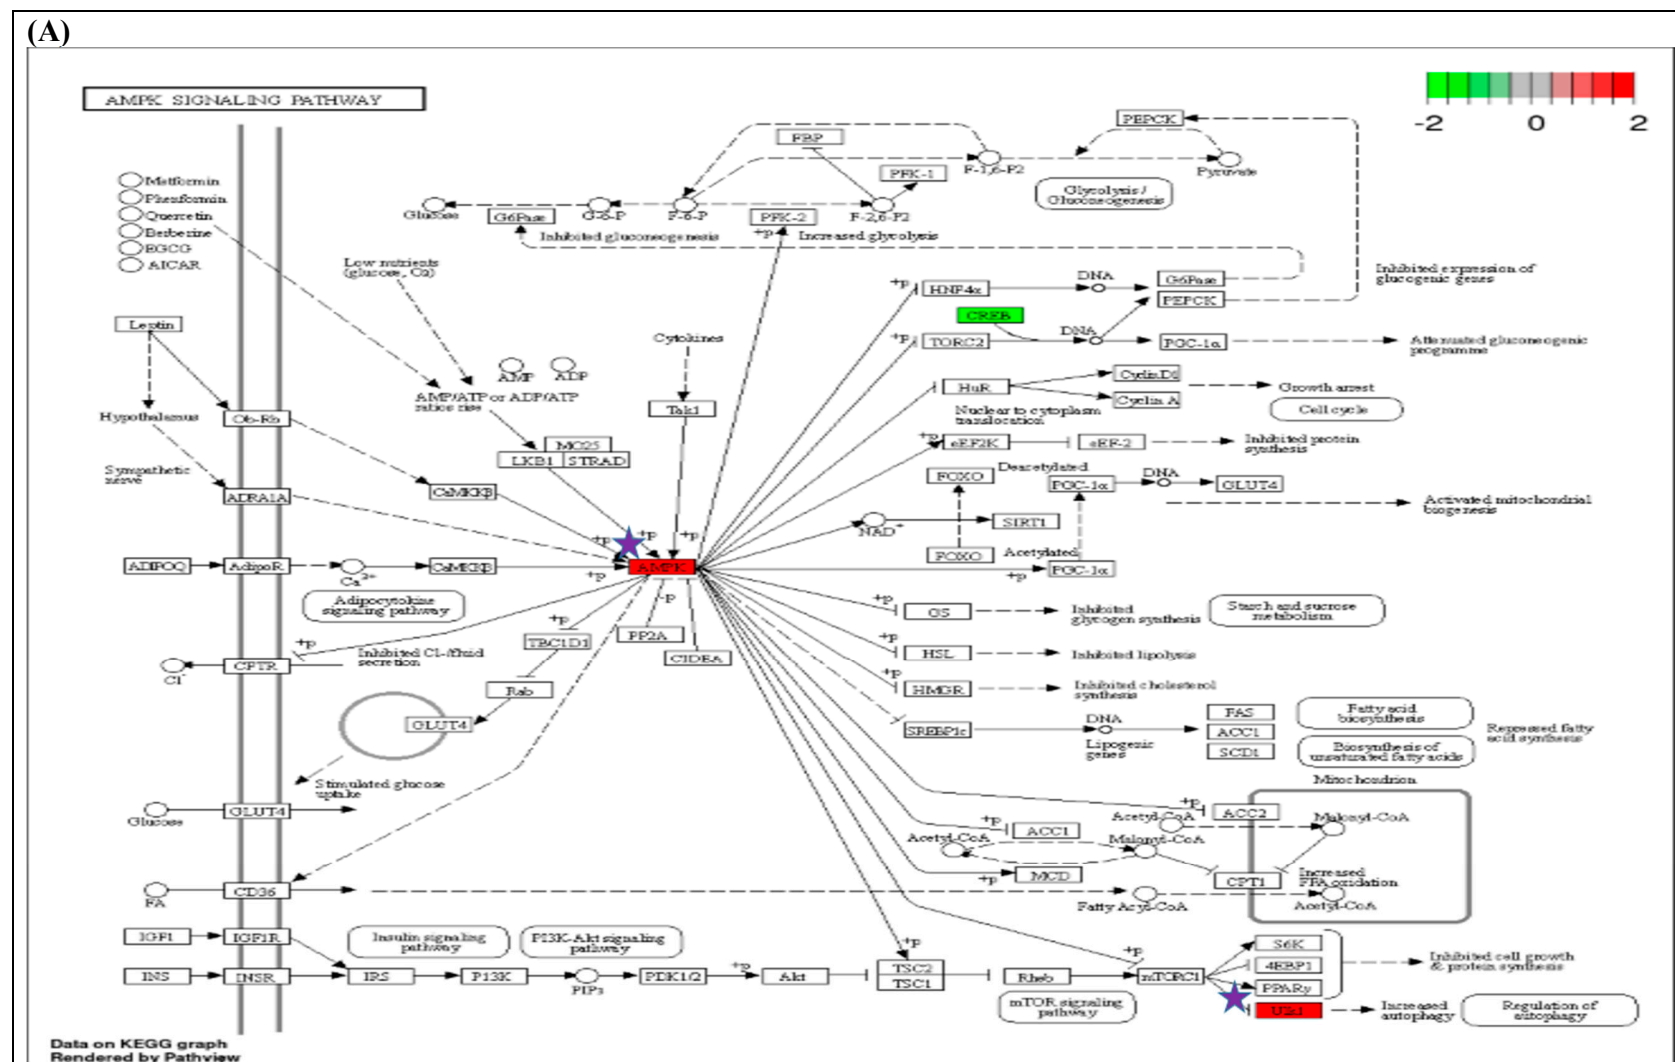 (A)
AMPK SIGNALING PATHWAY
-2
0
2
Metformin
Phenformin
Quercetin
Berberine
EGCG
AICAR
Low nutrients
(glucose, O2)
Leptin
Hypothalamus
Sympathetic
nerve
Ob-Rb
ADRA1A
ADIPOQ
AdipoR
Ca2+
CaMKKβ
CaMKKβ
Adipocytokine
signaling pathway
AMP
ADP
AMP/ATP or ADP/ATP
ratios rise
MO25
LKB1
STRAD
Cytokines
Tak1
+p
+p
+p
+p
AMPK
-p
PP2A
CIDEA
+p
TBC1D1
Rab
GLUT4
Stimulated glucose
uptake
+p
Inhibited Cl-/fluid
secretion
CFTR
Cl-
Glucose
GLUT4
FA
CD36
IGF1
IGF1R
INS
INSR
Insulin signaling
pathway
PI3K-Akt signaling
pathway
IRS
P13K
PIP3
PDK1/2
+p
Akt
+p
TSC2
TSC1
Rheb
mTOR signaling
pathway
+p
mTORC1
S6K
4EBP1
PPARγ
Ulk1
Inhibited cell growth
& protein synthesis
Increased
autophagy
Regulation of
autophagy
Glucose
G6Pase
G-6-P
F-6-P
FBP
PFK-2
+p
F-2,6-P2
PFK-1
F-1,6-P2
PEPCK
Pyruvate
Glycolysis /
Gluconeogenesis
Inhibited gluconeogenesis
Increased glycolysis
+p
HNF4α
DNA
G6Pase
PEPCK
Inhibited expression of
glucogenic genes
CREB
+p
TORC2
DNA
PGC-1α
Attenuated gluconeogenic
programme
HuR
Cyclin D1
Cyclin A
Nuclear to cytoplasm
translocation
Growth arrest
Cell cycle
+p
eEF2K
eEF-2
Inhibited protein
synthesis
FOXO
Deacetylated
PGC-1α
DNA
GLUT4
Activated mitochondrial
biogenesis
NAD+
SIRT1
FOXO
Acetylated
PGC-1α
+p
+p
GS
Inhibited
glycogen synthesis
Starch and sucrose
metabolism
+p
HSL
Inhibited lipolysis
+p
HMGR
Inhibited cholesterol
synthesis
SREBP1c
DNA
Lipogenic
genes
FAS
ACC1
SCD1
Fatty acid
biosynthesis
Biosynthesis of
unsaturated fatty acids
Repressed fatty
acid synthesis
Mitochondrion
+p
ACC2
Acetyl-CoA
Malonyl-CoA
+p
ACC1
Acetyl-CoA
Malonyl-CoA
+p
MCD
CPT1
Increased
FFA oxidation
Fatty Acyl-CoA
Acetyl-CoA
Data on KEGG graph
Rendered by Pathview